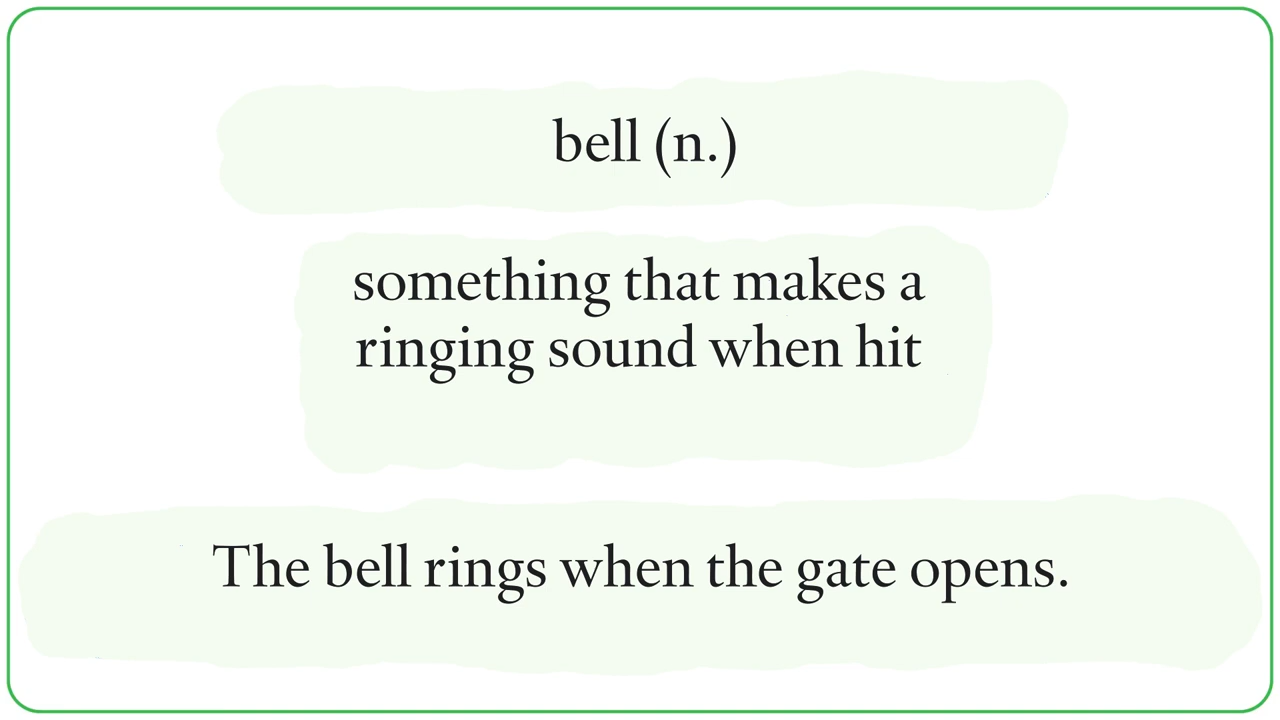 bell (n.)
something that makes a
ringing sound when hit
The bell rings when the gate opens.